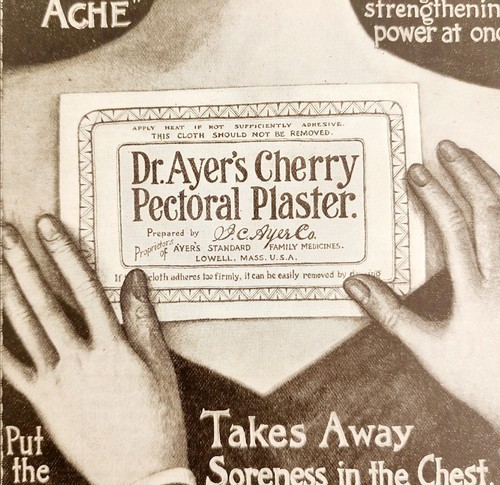 ACHE"
strengthenin
power at onc
APPLY HEAT IF NOT SUFFICIENTLY ADHESIVE.
THIS CLOTH SHOULD NOT BE REMOVED.
Dr. Ayer's Cherry
Pectoral Plaster.
Prepared by J.C. Ayer Co.
Proprietors of AYER'S STANDARD FAMILY MEDICINES.
LOWELL, MASS. U.S.A.
If cloth adheres too firmly, it can be easily removed by
Takes Away
Put
Soreness in the Chest.
the